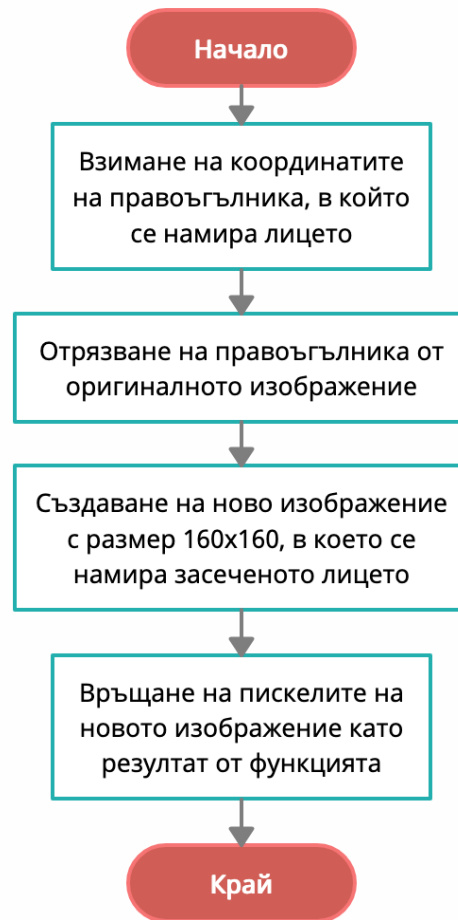 Начало
Взимане на координатите
на правоъгълника, в който
се намира лицето
Отрязване на правоъгълника от
оригиналното изображение
Създаване на ново изображение
с размер 160x160, в което се
намира засеченото лицето
Връщане на пискелите на
новото изображение като
резултат от функцията
Край